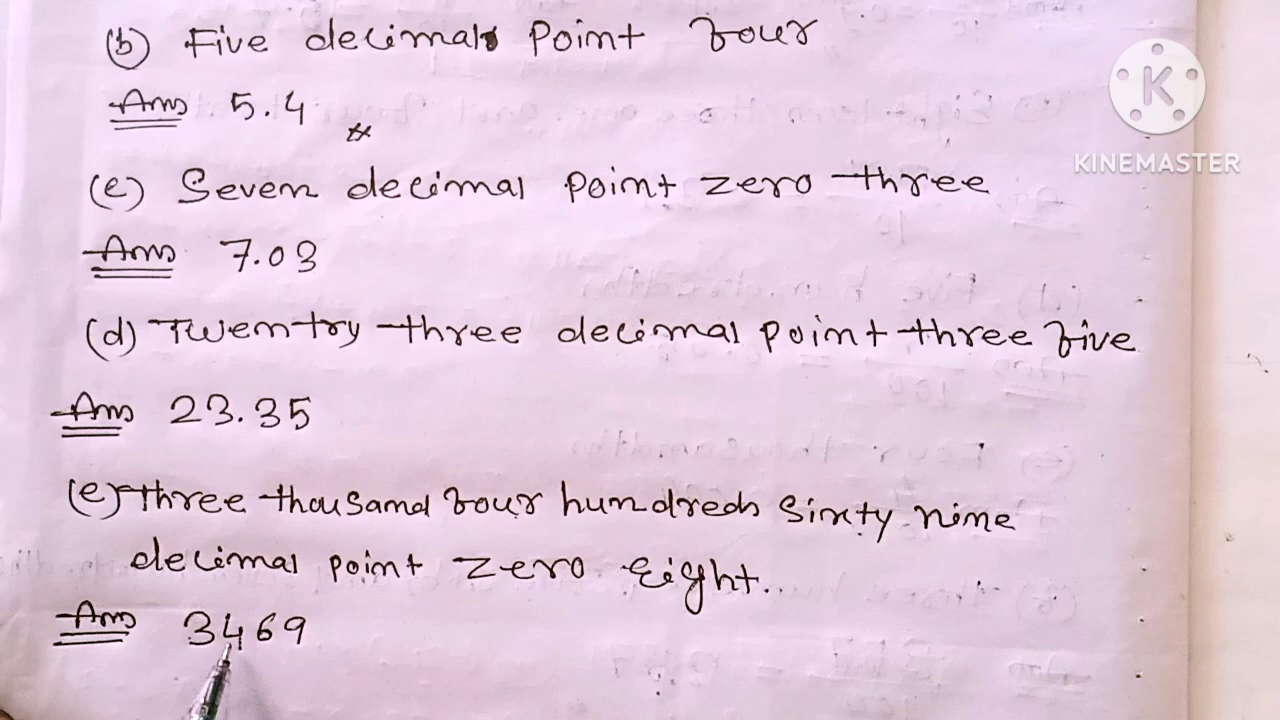 (b) Five decimals Point four
Ans 5.4
(c) Seven decimal point zero three
Ans 7.03
(d) Twentry three decimal point three five
Ans 23.35
(e) three thousand four hundreds sixty nine
decimal point zero Eight.
Ans 3469
K
KINEMASTER